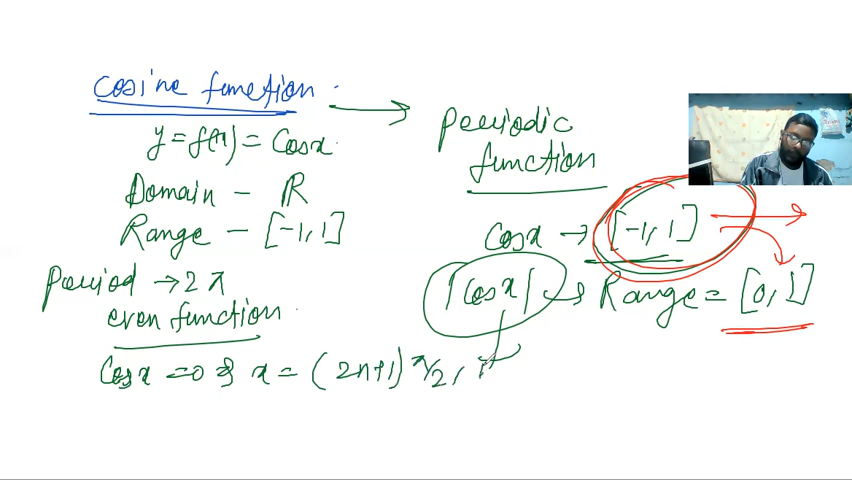 Cosine function
y = f(x) = Cosx
Domain - ℝ
Range - [-1, 1]
Period → 2π
even function
Cosx = 0 ⇒ x = (2n+1) π/2,
Periodic
function
Cosx → [-1, 1]
|Cosx| → Range = [0, 1]